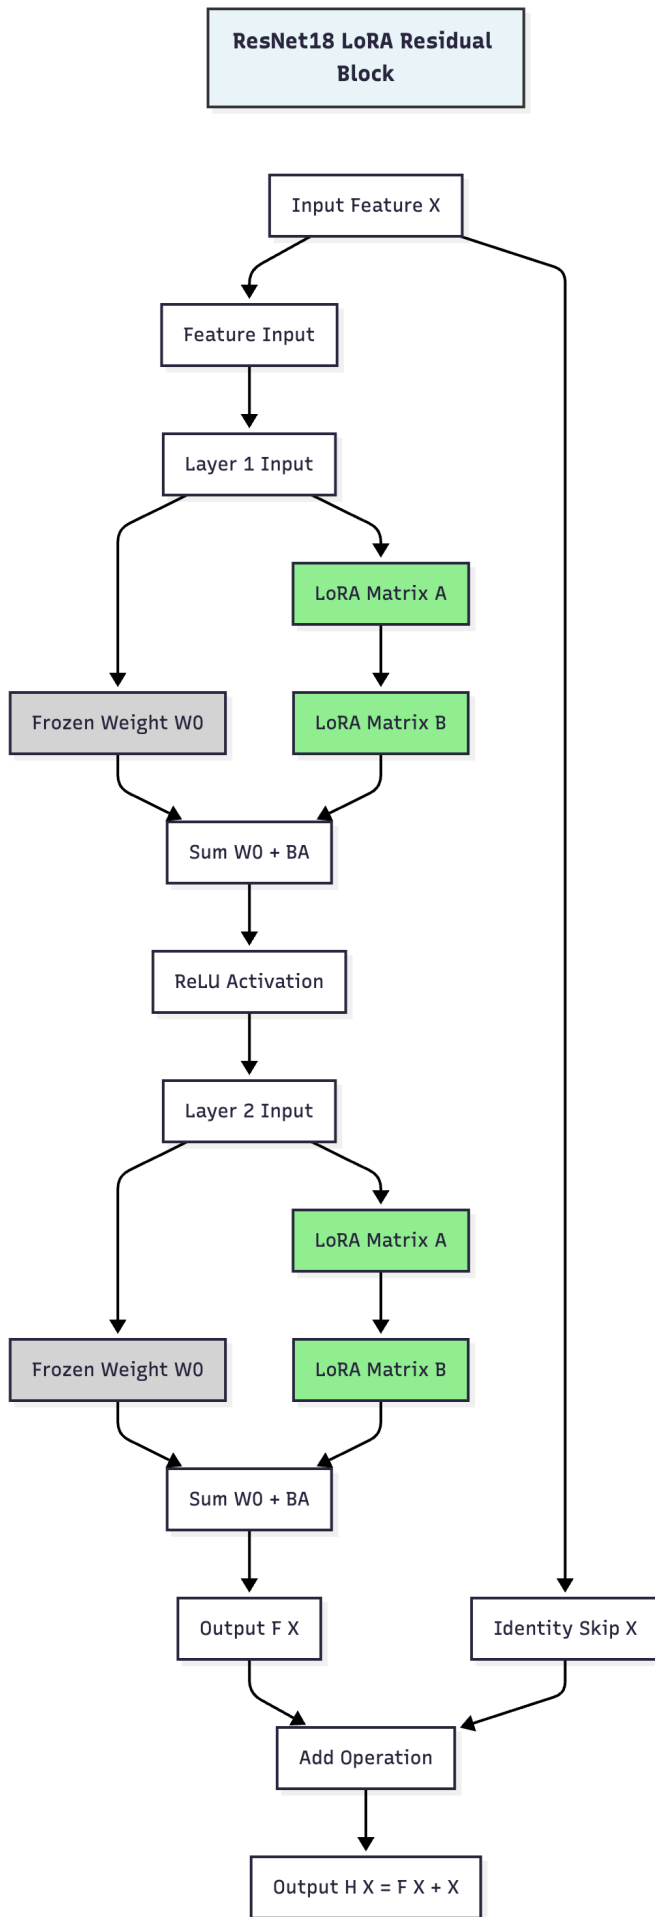 ResNet18 LoRA Residual
Block
Input Feature X
Feature Input
Layer 1 Input
LoRA Matrix A
Frozen Weight W0
LoRA Matrix B
Sum W0 + BA
ReLU Activation
Layer 2 Input
LoRA Matrix A
Frozen Weight W0
LoRA Matrix B
Sum W0 + BA
Output F X
Identity Skip X
Add Operation
Output H X = F X + X